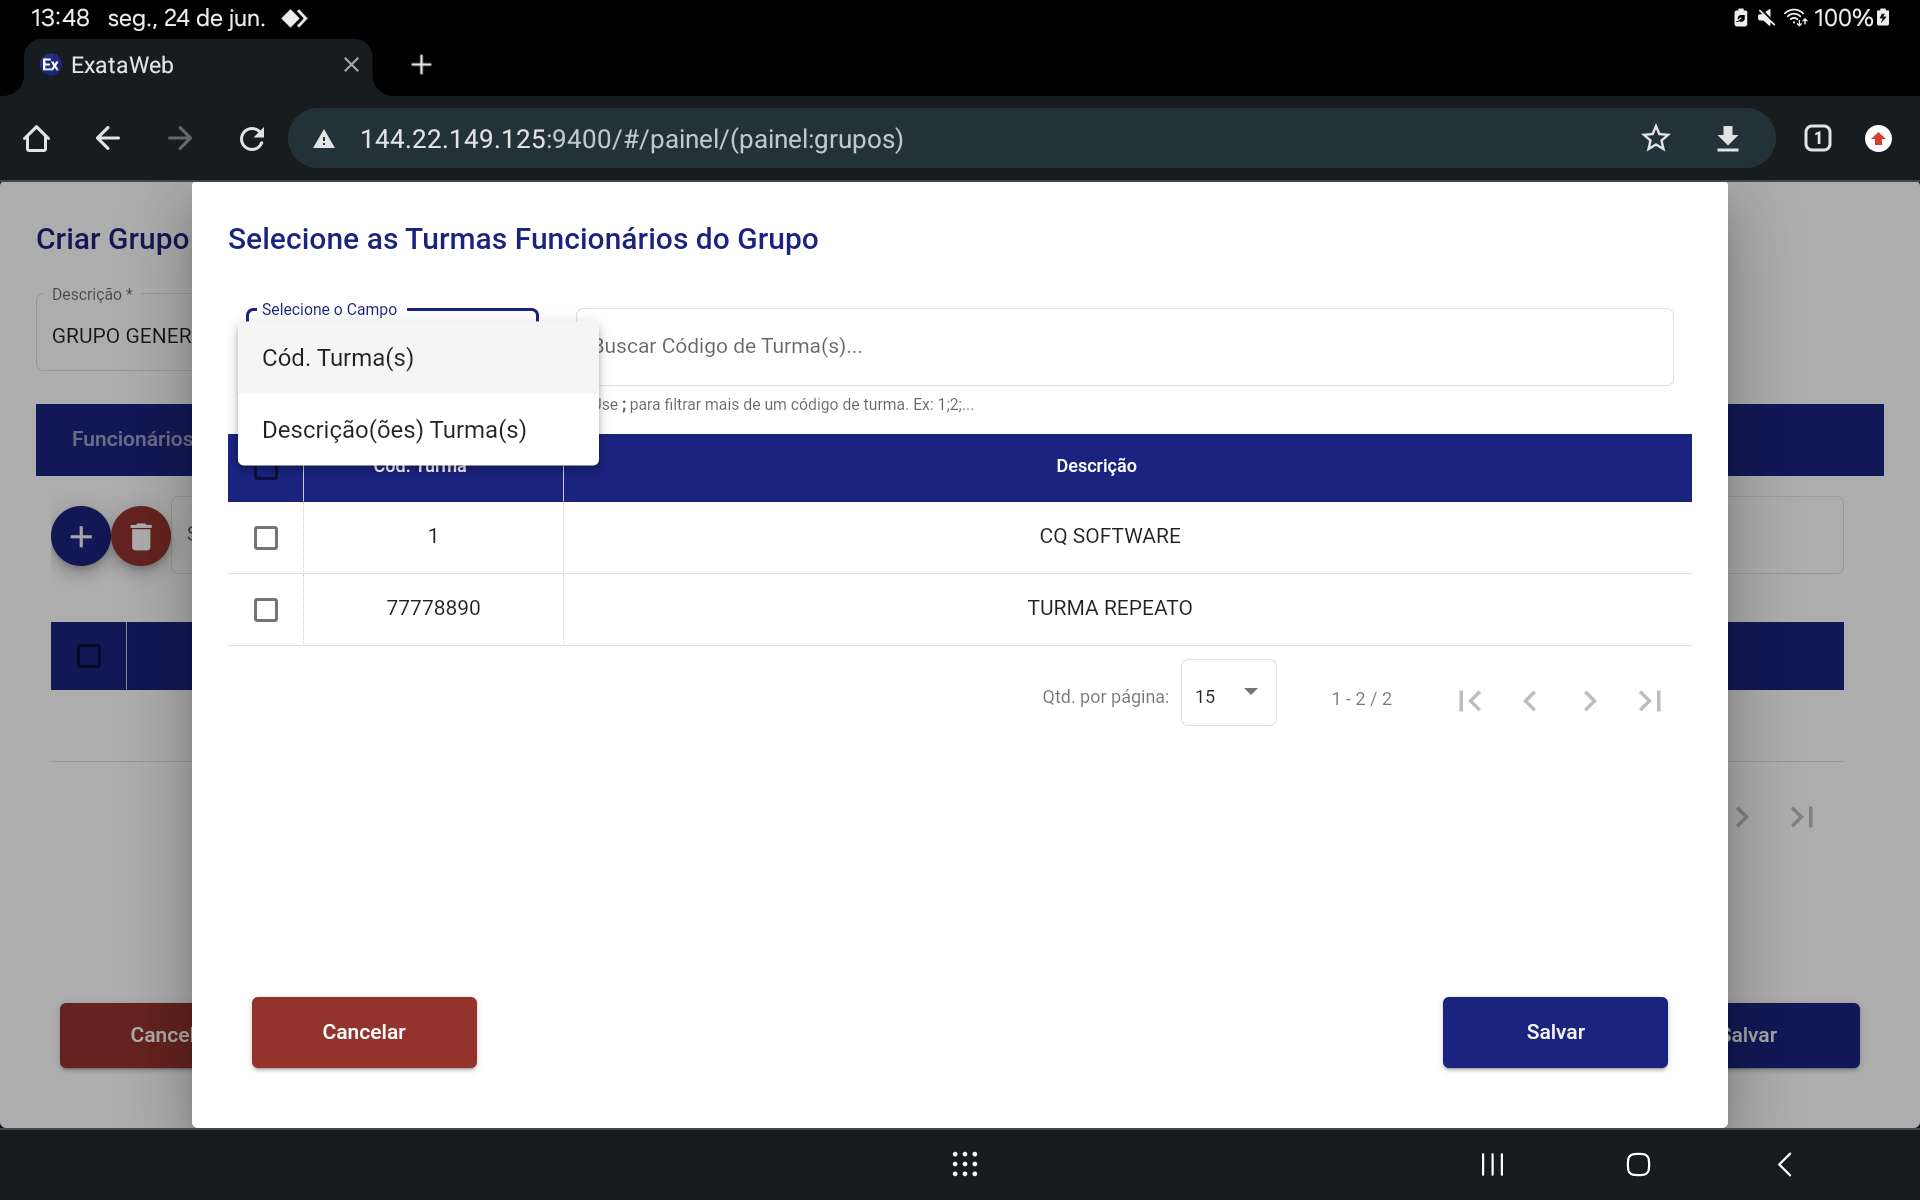 13:48 seg., 24 de jun. 100%
Ex ExataWeb
144.22.149.125:9400/#/painel/(painel:grupos) 1
Criar Grupo
Selecione as Turmas Funcionários do Grupo
Descrição *
GRUPO GENER
Selecione o Campo
Cód. Turma(s)
Descrição(ões) Turma(s)
Buscar Código de Turma(s)...
Use ; para filtrar mais de um código de turma. Ex: 1;2;...
Funcionários
Cód. Turma Descrição
1 CQ SOFTWARE
77778890 TURMA REPEATO
Qtd. por página: 15 1 - 2 / 2
Cancel
Cancelar
Salvar
Salvar